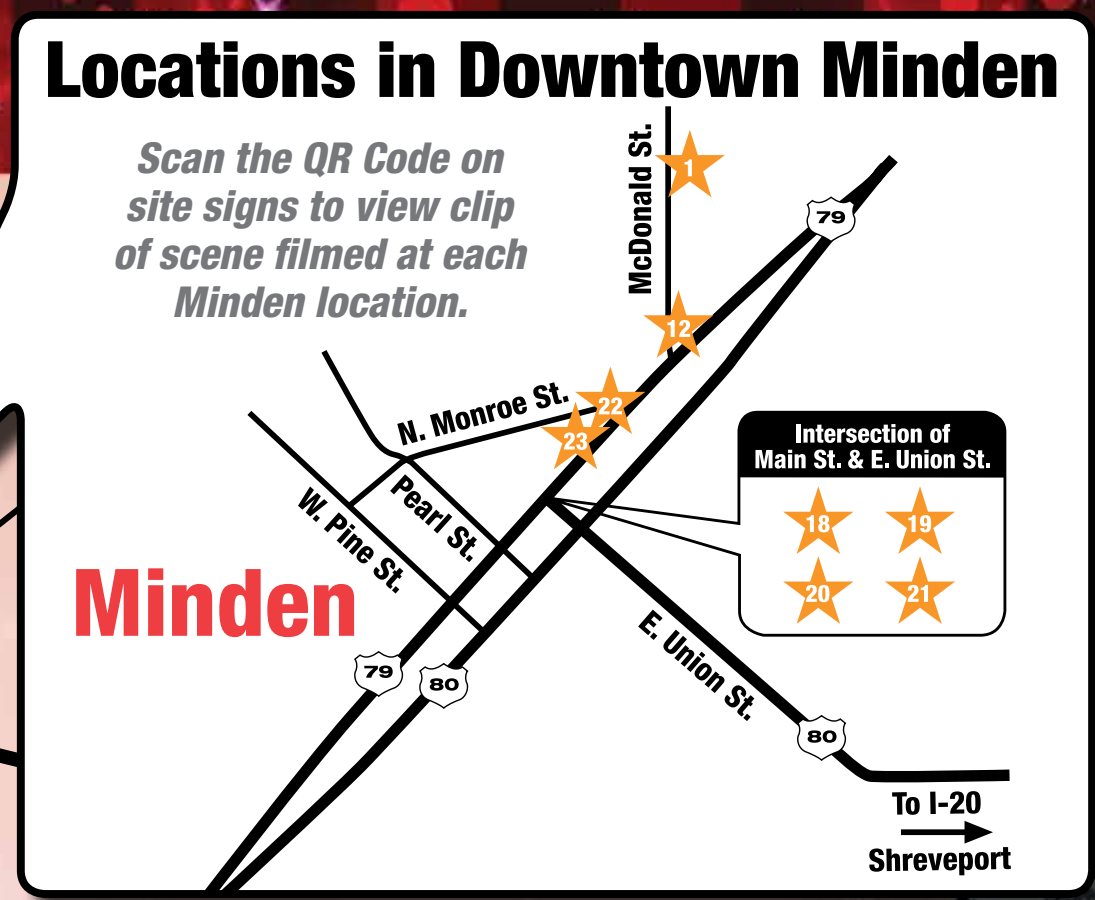 Locations in Downtown Minden
Scan the QR Code on
site signs to view clip
of scene filmed at each
Minden location.
McDonald St.
1
79
12
N. Monroe St.
22
23
Intersection of
Main St. & E. Union St.
18
19
20
21
Pearl St.
W. Pine St.
Minden
E. Union St.
79
80
80
To I-20
Shreveport